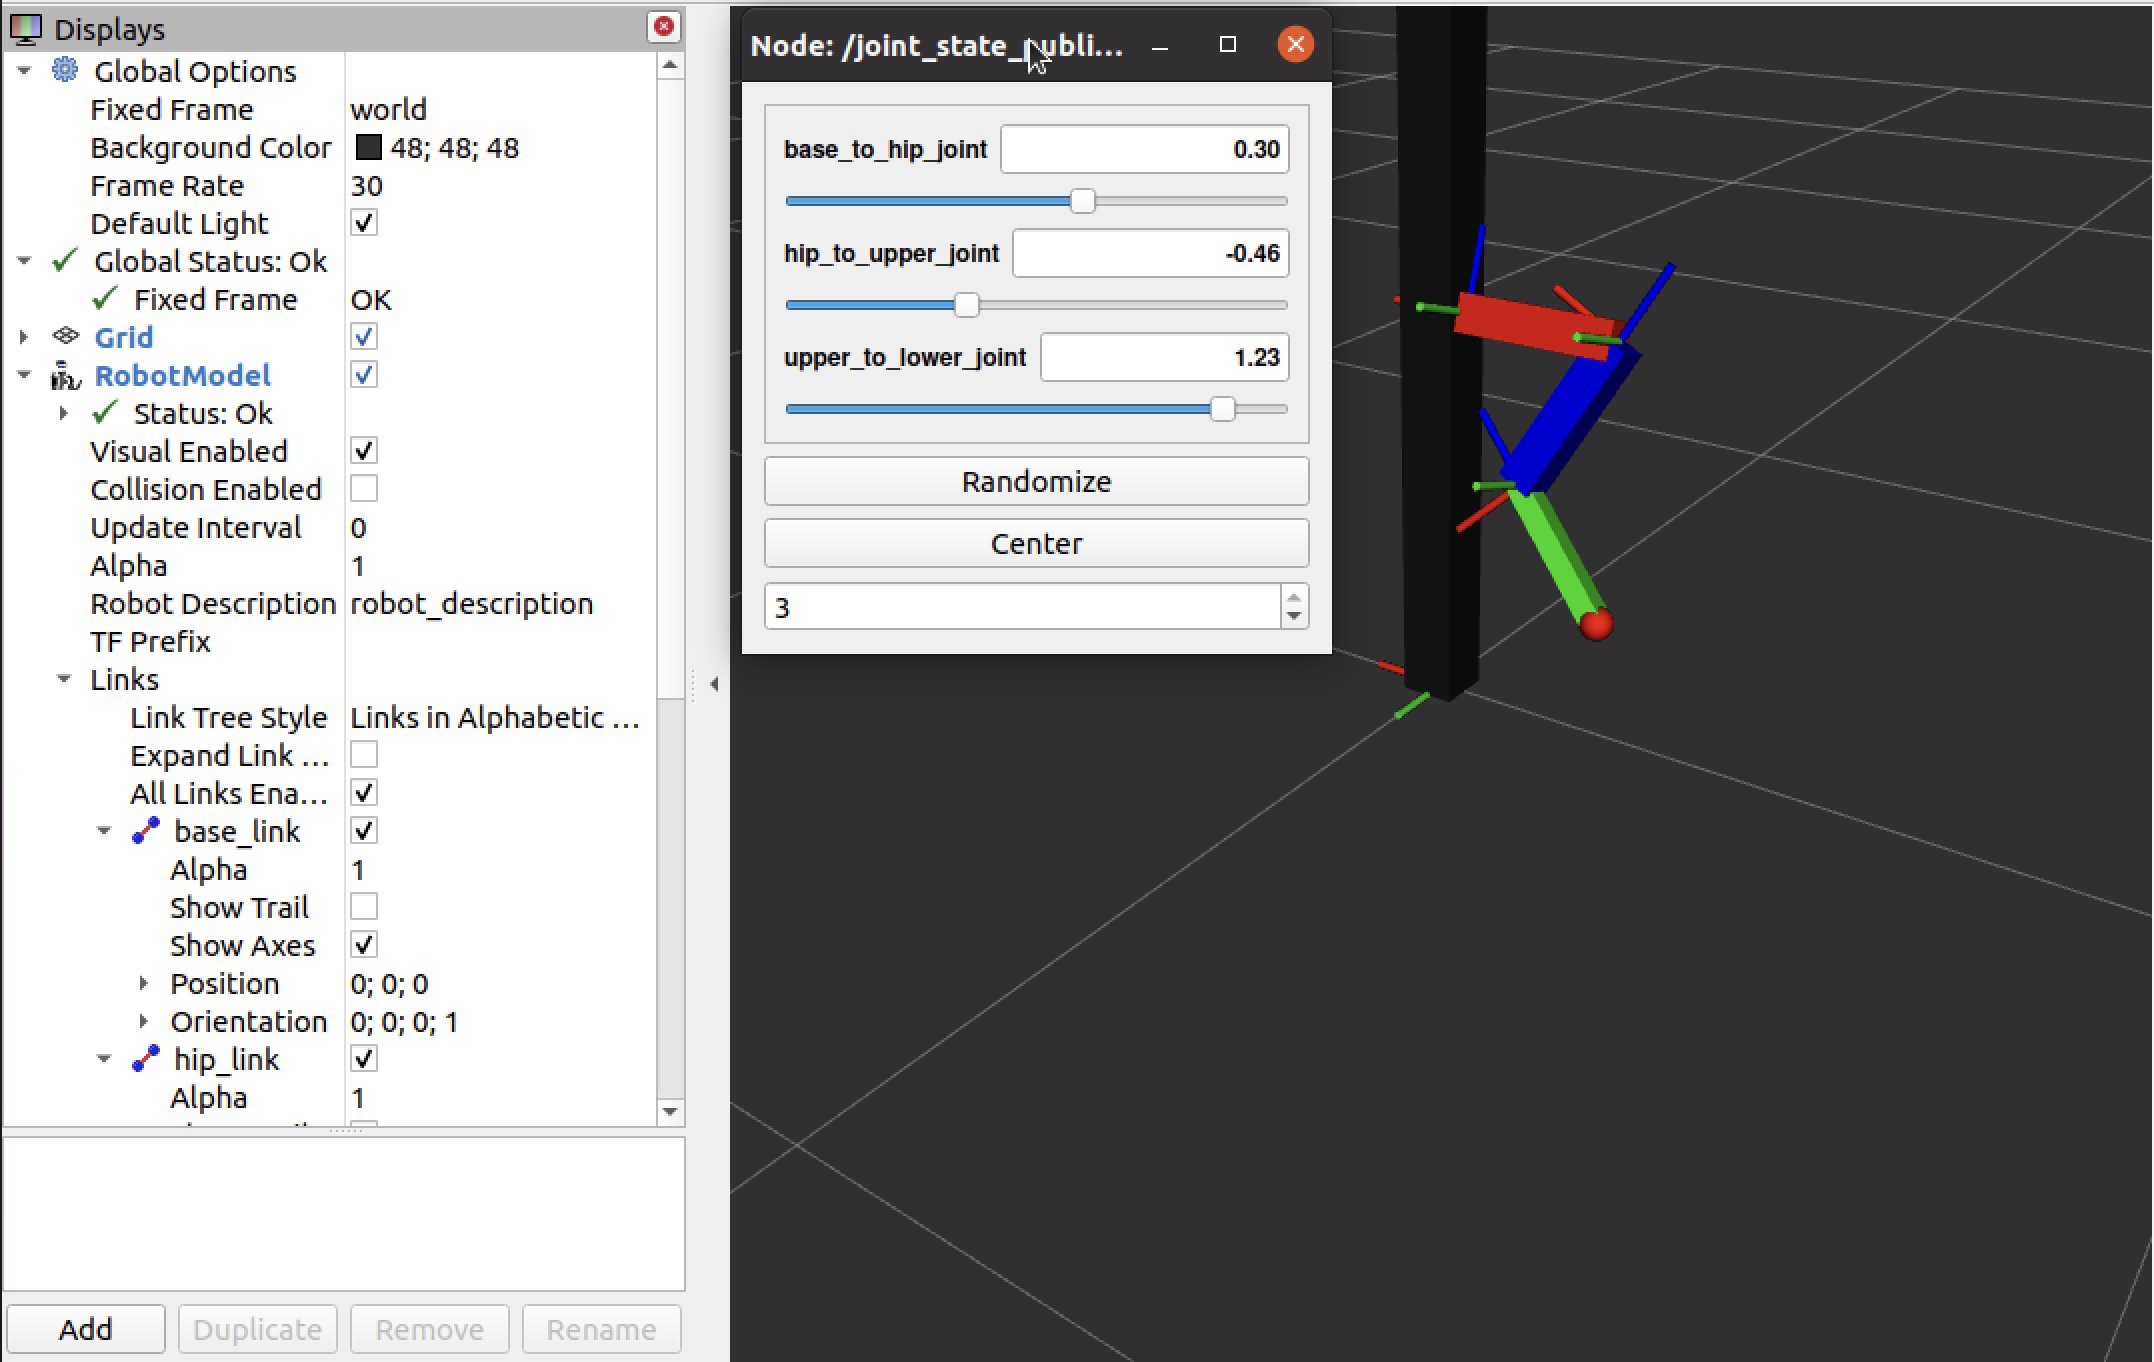 Displays
Global Options
Fixed Frame world
Background Color 48; 48; 48
Frame Rate 30
Default Light
Global Status: Ok
Fixed Frame OK
Grid
RobotModel
Status: Ok
Visual Enabled
Collision Enabled
Update Interval 0
Alpha 1
Robot Description robot_description
TF Prefix
Links
Link Tree Style Links in Alphabetic ...
Expand Link ...
All Links Ena...
base_link
Alpha 1
Show Trail
Show Axes
Position 0; 0; 0
Orientation 0; 0; 0; 1
hip_link
Alpha 1
Add Duplicate Remove Rename
Node: /joint_state_publi...
base_to_hip_joint 0.30
hip_to_upper_joint -0.46
upper_to_lower_joint 1.23
Randomize
Center
3